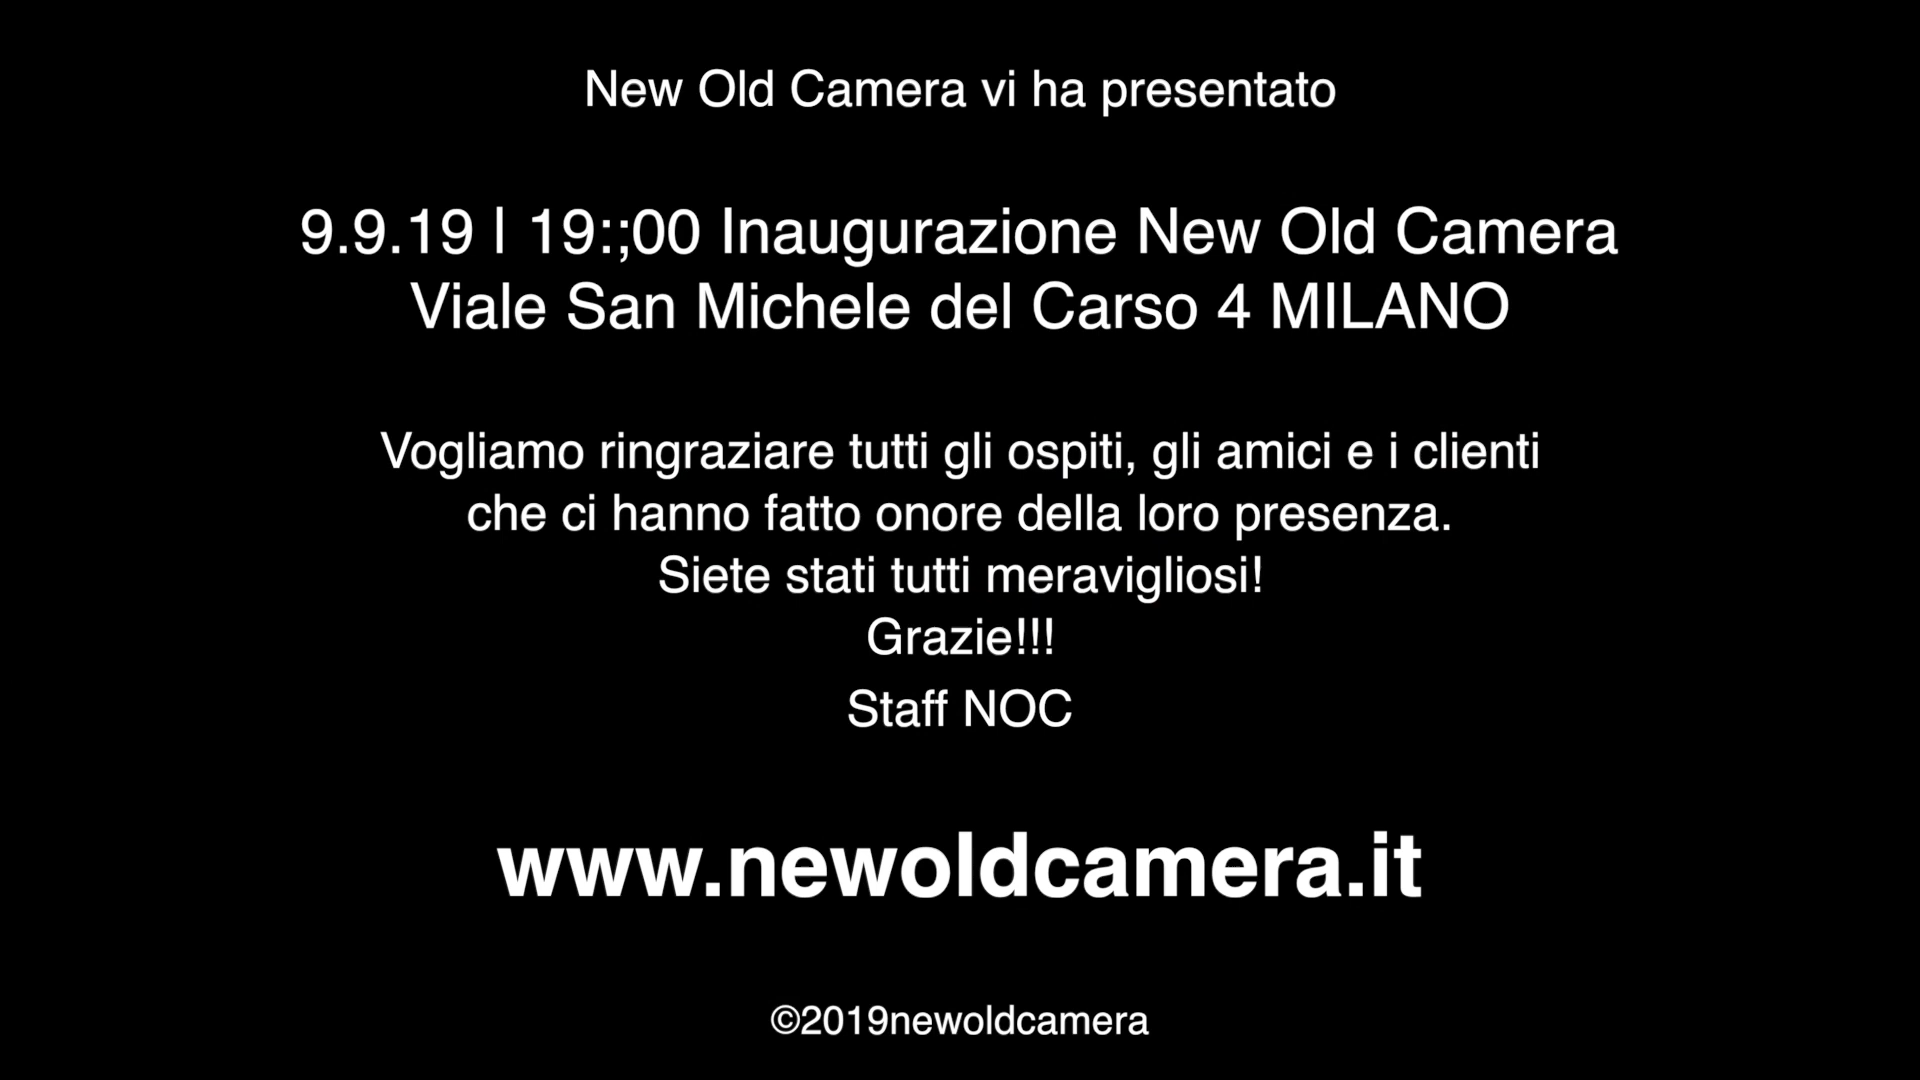 New Old Camera vi ha presentato
9.9.19 | 19:;00 Inaugurazione New Old Camera
Viale San Michele del Carso 4 MILANO
Vogliamo ringraziare tutti gli ospiti, gli amici e i clienti
che ci hanno fatto onore della loro presenza.
Siete stati tutti meravigliosi!
Grazie!!!
Staff NOC
www.newoldcamera.it
©2019newoldcamera